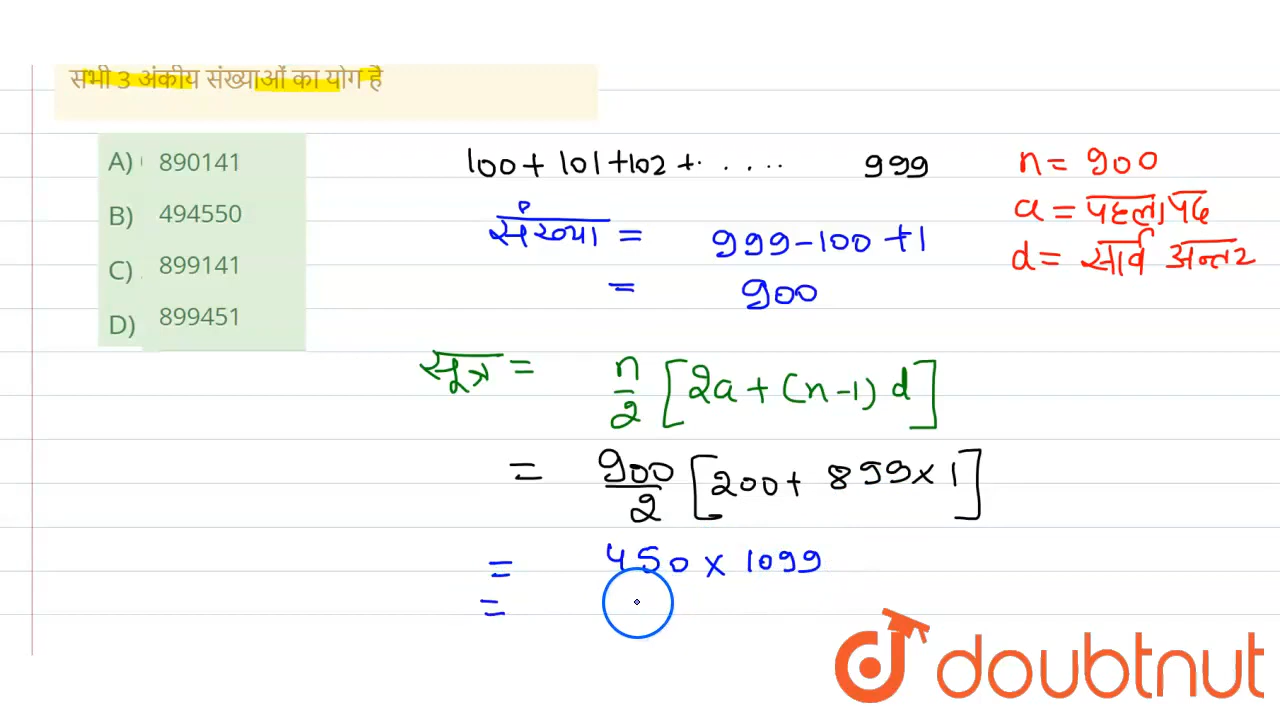 सभी 3 अंकीय संख्याओं का योग है
A) 890141
B) 494550
C) 899141
D) 899451
100 + 101 + 102 + ...... 999
संख्या = 999 - 100 + 1
= 900
n = 900
a = पहला पद
d = सार्व अन्तर
सूत्र = n/2 [2a + (n-1) d]
= 900/2 [200 + 899 × 1]
= 450 × 1099
=
doubtnut